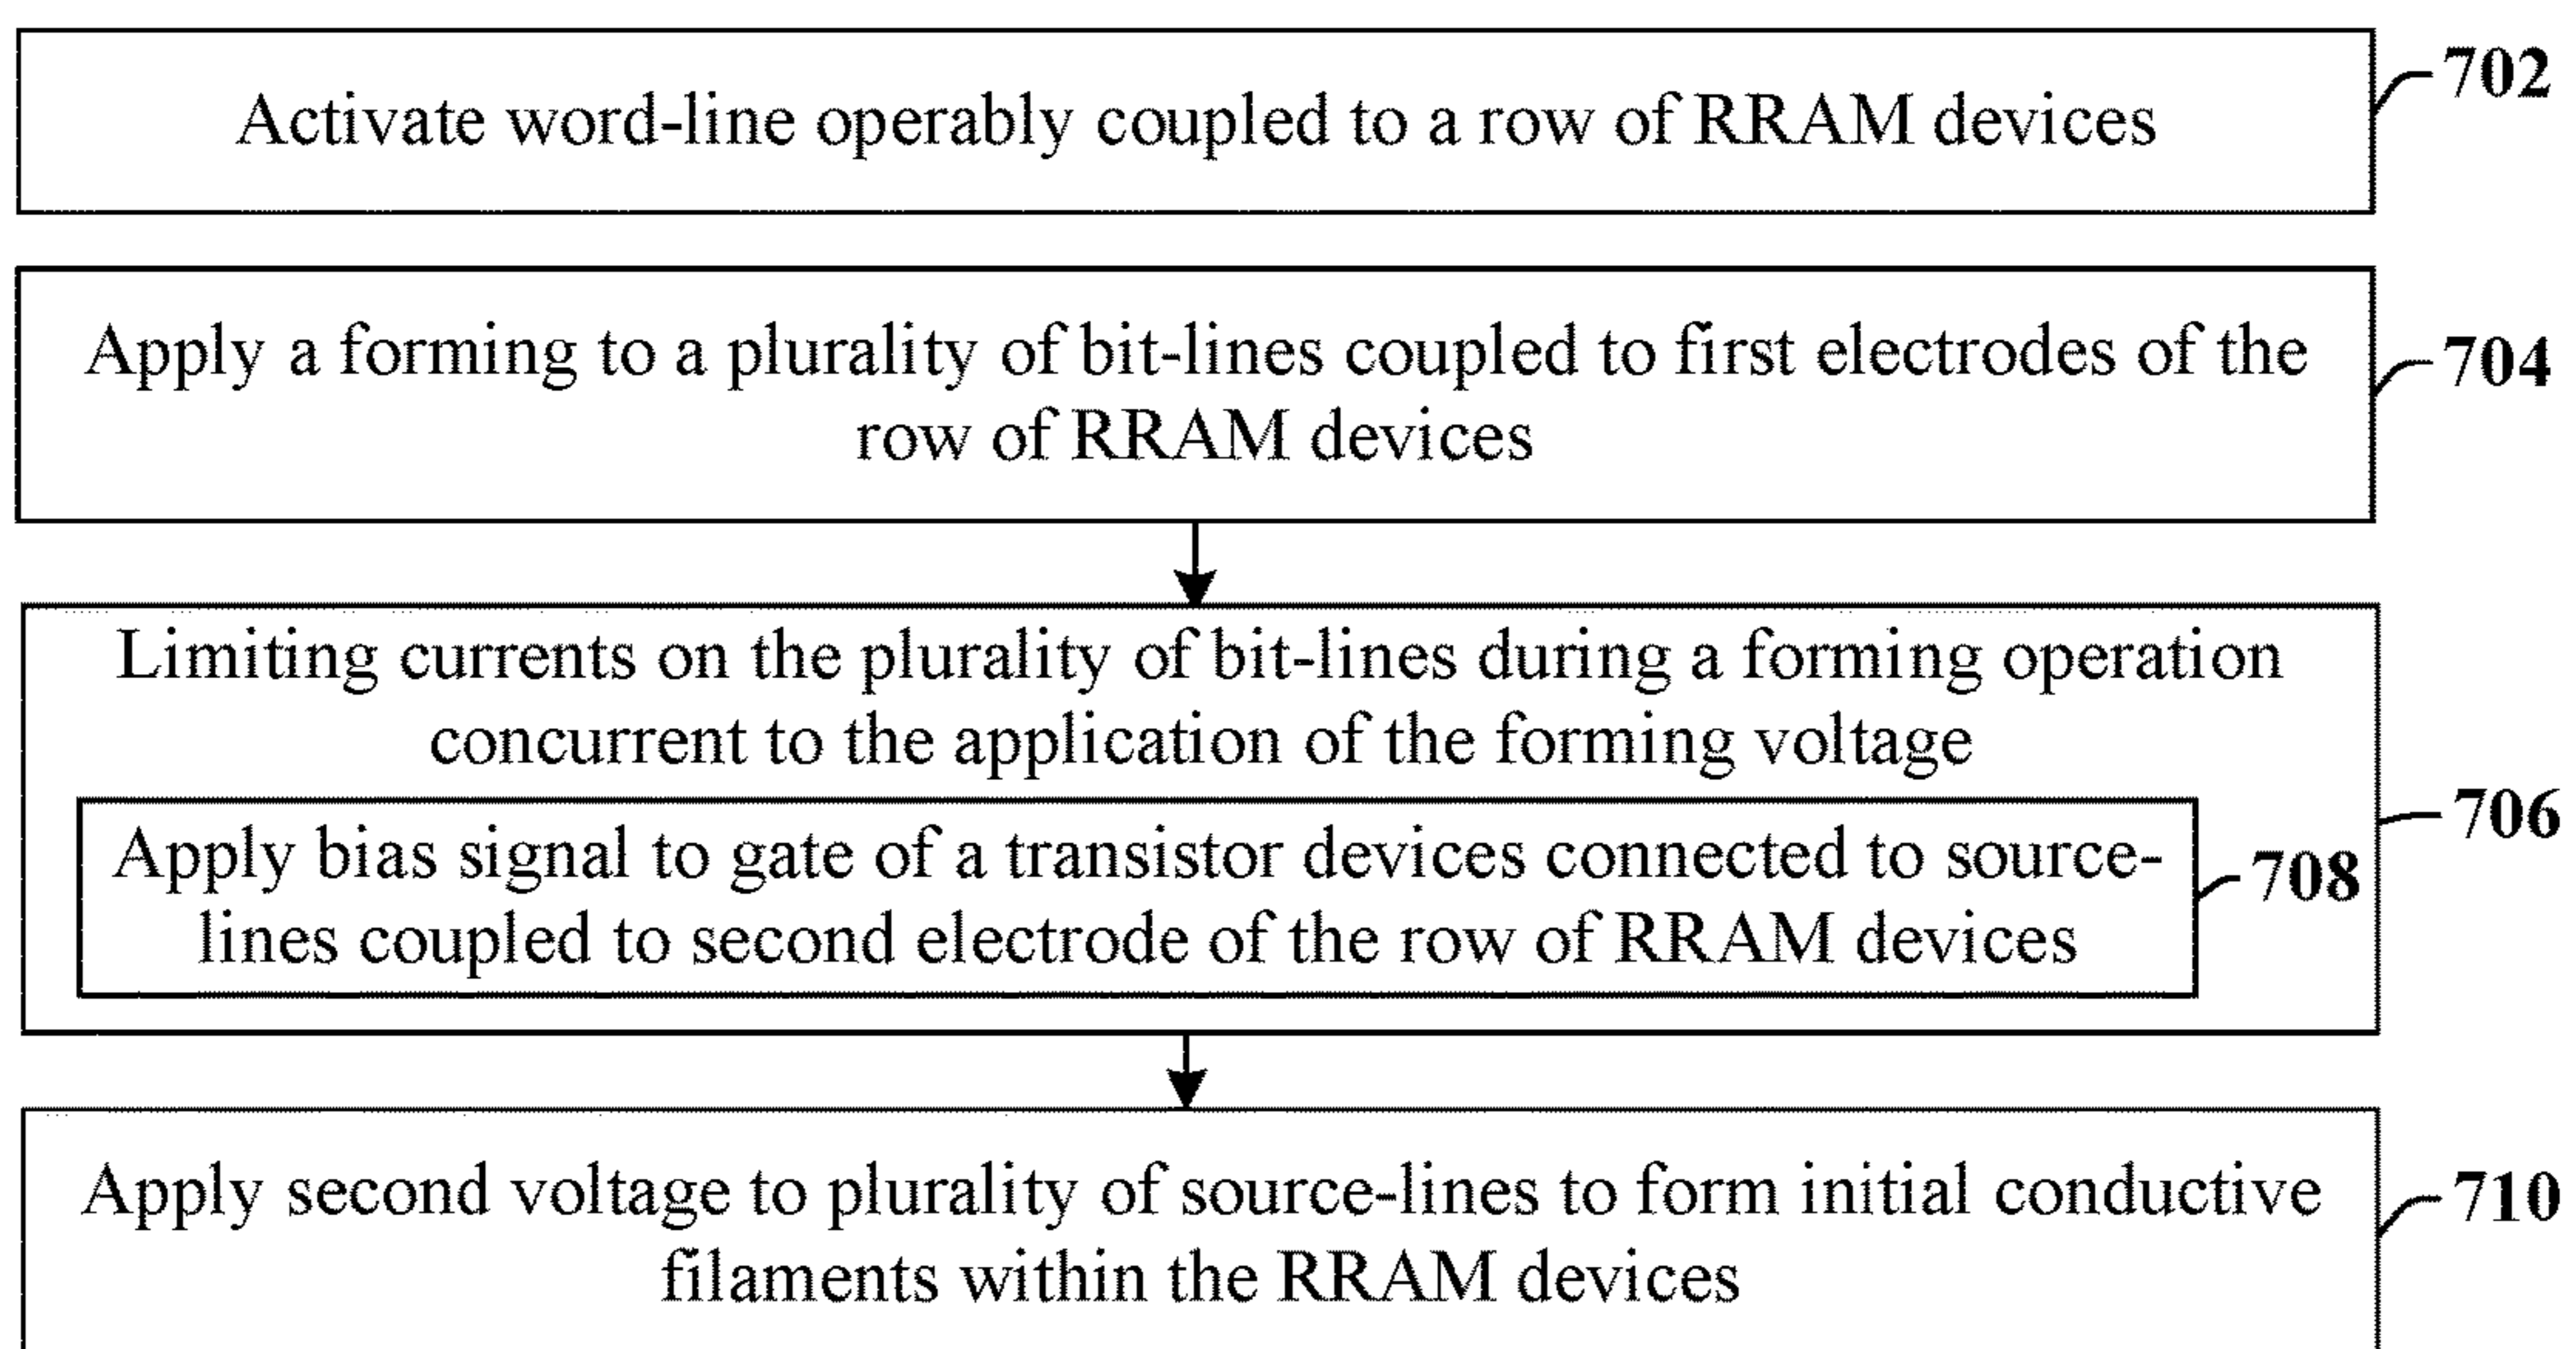 Activate word-line operably coupled to a row of RRAM devices
702
Apply a forming to a plurality of bit-lines coupled to first electrodes of the
row of RRAM devices
704
Limiting currents on the plurality of bit-lines during a forming operation
concurrent to the application of the forming voltage
706
Apply bias signal to gate of a transistor devices connected to source-
lines coupled to second electrode of the row of RRAM devices
708
Apply second voltage to plurality of source-lines to form initial conductive
filaments within the RRAM devices
710